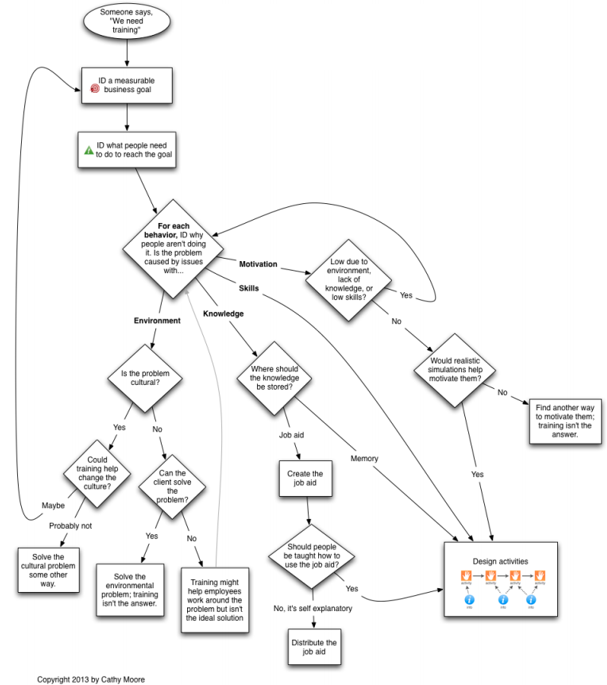 Someone says,
"We need
training"
ID a measurable
business goal
ID what people need
to do to reach the goal
For each
behavior, ID why
people aren't doing
it. Is the problem
caused by issues
with...
Motivation
Skills
Knowledge
Environment
Low due to
environment,
lack of
knowledge, or
low skills?
Yes
No
Would realistic
simulations help
motivate them?
No
Yes
Find another way
to motivate them;
training isn't the
answer.
Is the problem
cultural?
Yes
No
Where should
the knowledge
be stored?
Job aid
Memory
Could
training help
change the
culture?
Maybe
Probably not
Can the
client solve
the
problem?
Yes
No
Create the
job aid
Solve the
cultural problem
some other
way.
Solve the
environmental
problem; training
isn't the answer.
Training might
help employees
work around the
problem but isn't
the ideal solution
Should people
be taught how to
use the job aid?
Yes
No, it's self explanatory
Distribute the
job aid
Design activities
activity activity activity activity
info info info
Copyright 2013 by Cathy Moore